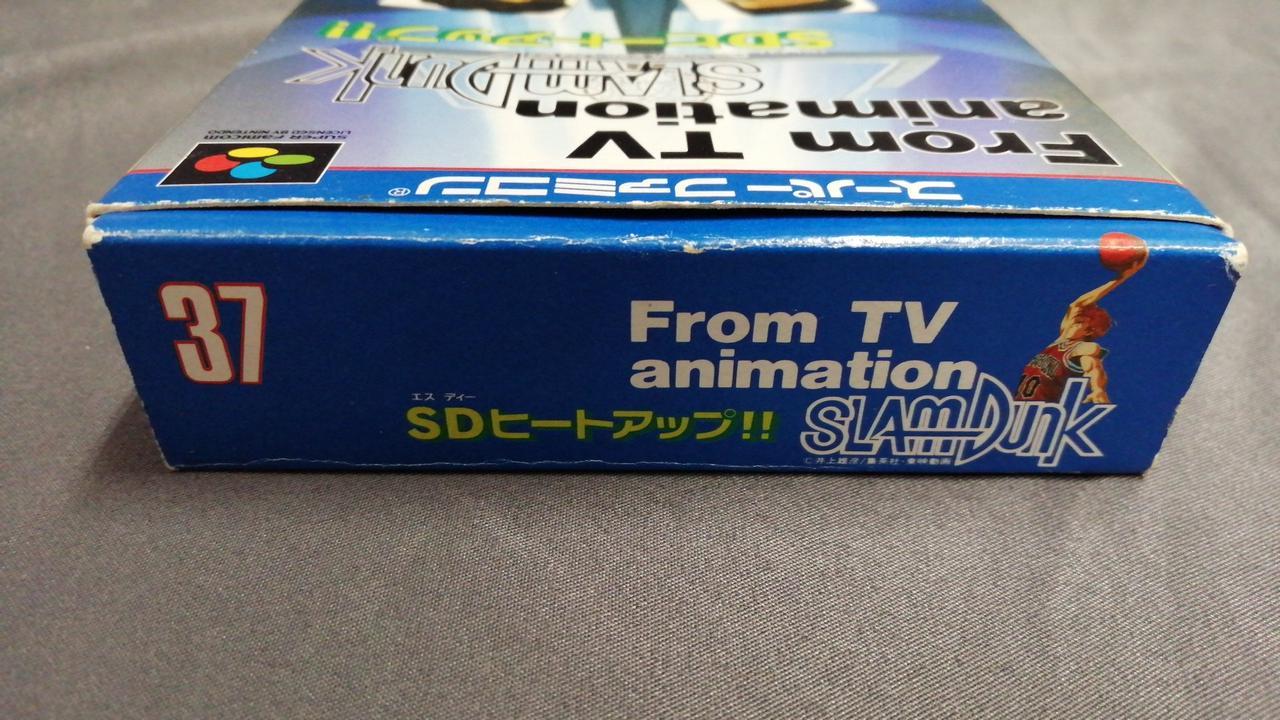 SDヒートアップ!!
SLAM DUNK
From TV
animation
SUPER FAMICOM
LICENSED BY NINTENDO
スーパーファミコン®
37
From TV
animation
エス ディー
SDヒートアップ!!
SLAM DUNK
10
©井上雄彦/集英社・東映動画